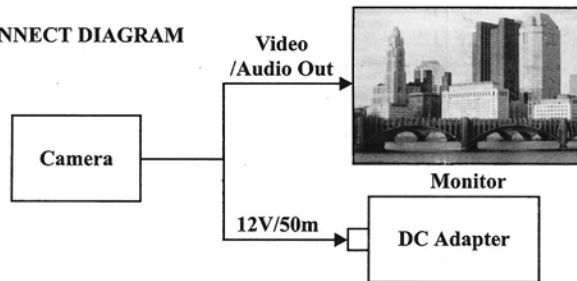 NNECT DIAGRAM
Video
/Audio Out
Camera
Monitor
12V/50m
DC Adapter